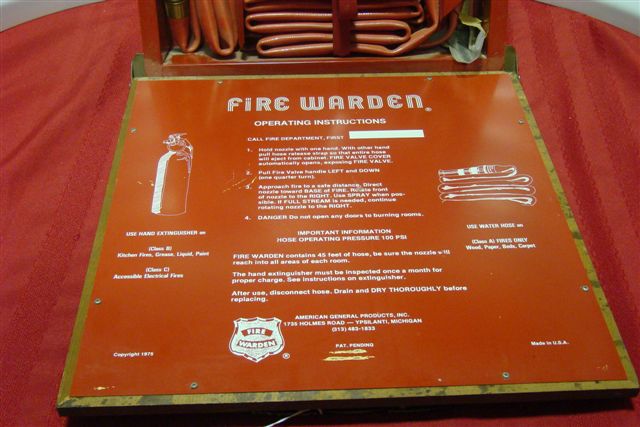 FIRE WARDEN®
OPERATING INSTRUCTIONS
CALL FIRE DEPARTMENT, FIRST
1. Hold nozzle with one hand. With other hand
pull hose release strap so that entire hose
will eject from cabinet. FIRE VALVE COVER
automatically opens, exposing FIRE VALVE.
2. Pull Fire Valve handle LEFT and DOWN
(one quarter turn).
3. Approach fire to a safe distance. Direct
nozzle toward BASE OF FIRE. Rotate front
of nozzle to the RIGHT. Use SPRAY when pos-
sible. If FULL STREAM is needed, continue
rotating nozzle to the RIGHT.
4. DANGER Do not open any doors to burning rooms.
USE HAND EXTINGUISHER on
(Class B)
Kitchen Fires, Grease, Liquid, Paint
(Class C)
Accessible Electrical Fires
USE WATER HOSE on
(Class A) FIRES ONLY
Wood, Paper, Beds, Carpet
IMPORTANT INFORMATION
HOSE OPERATING PRESSURE 100 PSI
FIRE WARDEN contains 45 feet of hose, be sure the nozzle will
reach into all areas of each room.
The hand extinguisher must be inspected once a month for
proper charge. See instructions on extinguisher.
After use, disconnect hose. Drain and DRY THOROUGHLY before
replacing.
AMERICAN GENERAL PRODUCTS, INC.
1735 HOLMES ROAD — YPSILANTI, MICHIGAN
(313) 483-1833
FIRE
WARDEN
®
PAT. PENDING
Copyright 1975
Made in U.S.A.